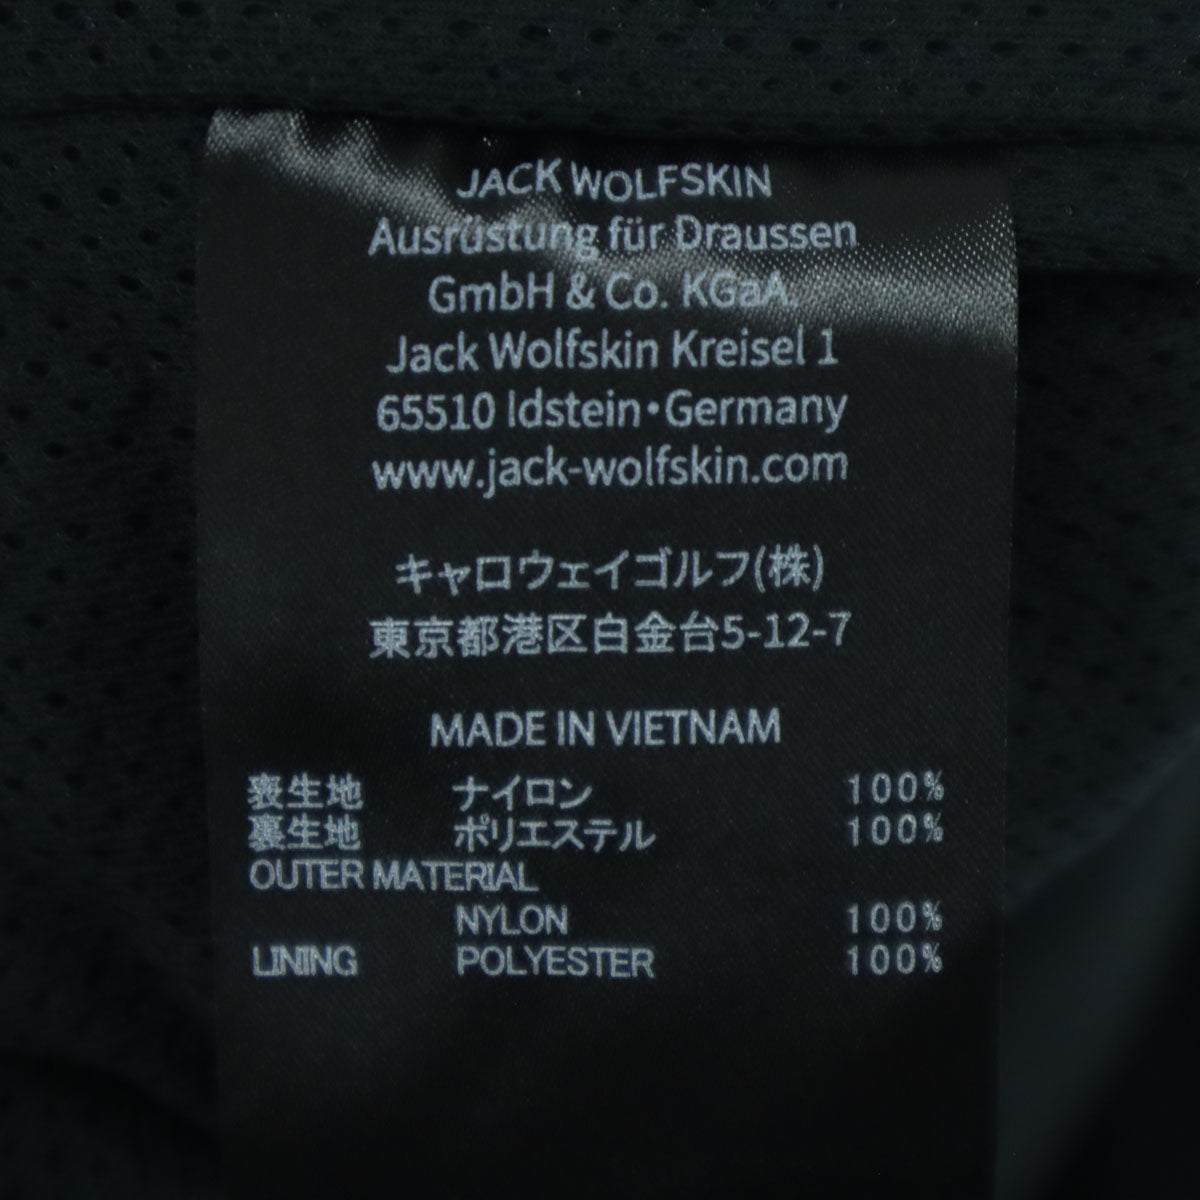 JACK WOLFSKIN
Ausrüstung für Draussen
GmbH & Co. KGaA.
Jack Wolfskin Kreisel 1
65510 Idstein•Germany
www.jack-wolfskin.com
キャロウェイゴルフ(株)
東京都港区白金台5-12-7
MADE IN VIETNAM
表生地 ナイロン 100%
裏生地 ポリエステル 100%
OUTER MATERIAL
NYLON 100%
LINING POLYESTER 100%